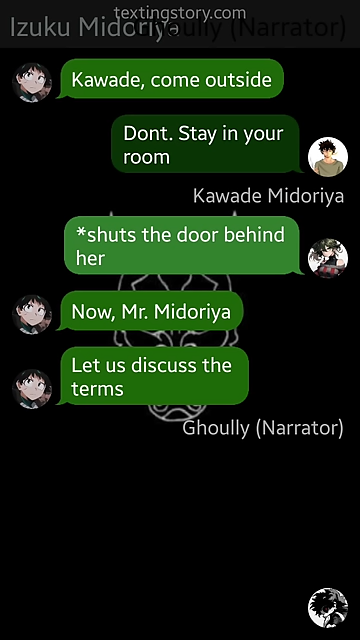 textingstory.com
Izuku Midoriya
Ghoully (Narrator)
Kawade, come outside
Dont. Stay in your
room
Kawade Midoriya
*shuts the door behind
her
Now, Mr. Midoriya
Let us discuss the
terms
Ghoully (Narrator)